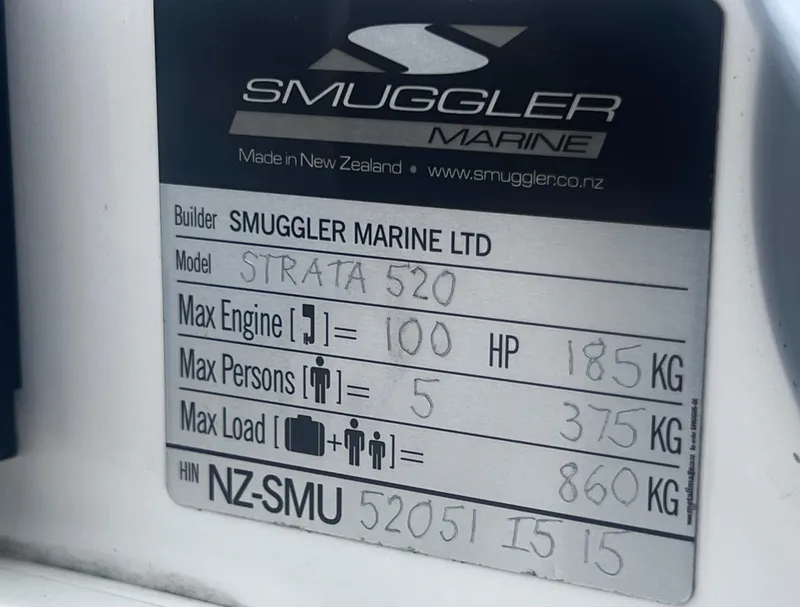 SMUGGLER
MARINE
Made in New Zealand • www.smuggler.co.nz
Builder SMUGGLER MARINE LTD
Model STRATA 520
Max Engine [ ]= 100 HP 185 KG
Max Persons [ ]= 5 375 KG
Max Load [ + ]= 860 KG
HIN NZ-SMU 52051 I5 15